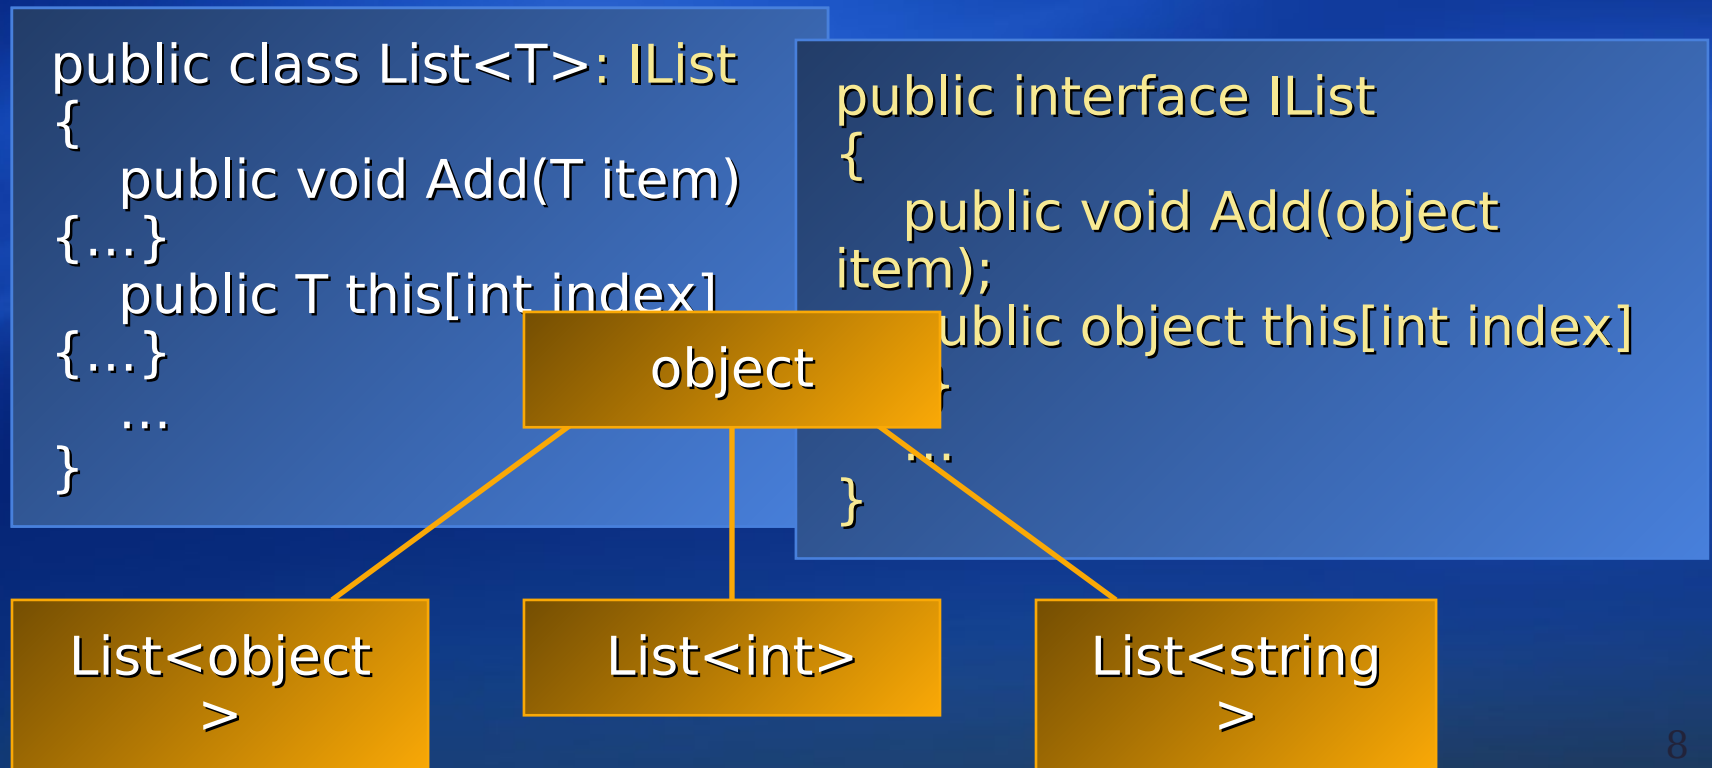 public class List<T>: IList
{
public void Add(T item)
{…}
public T this[int index]
{…}
…
}
public interface IList
{
public void Add(object
item);
ublic object this[int index]
}
…
}
object
List<object
>
List<int>
List<string
>
8